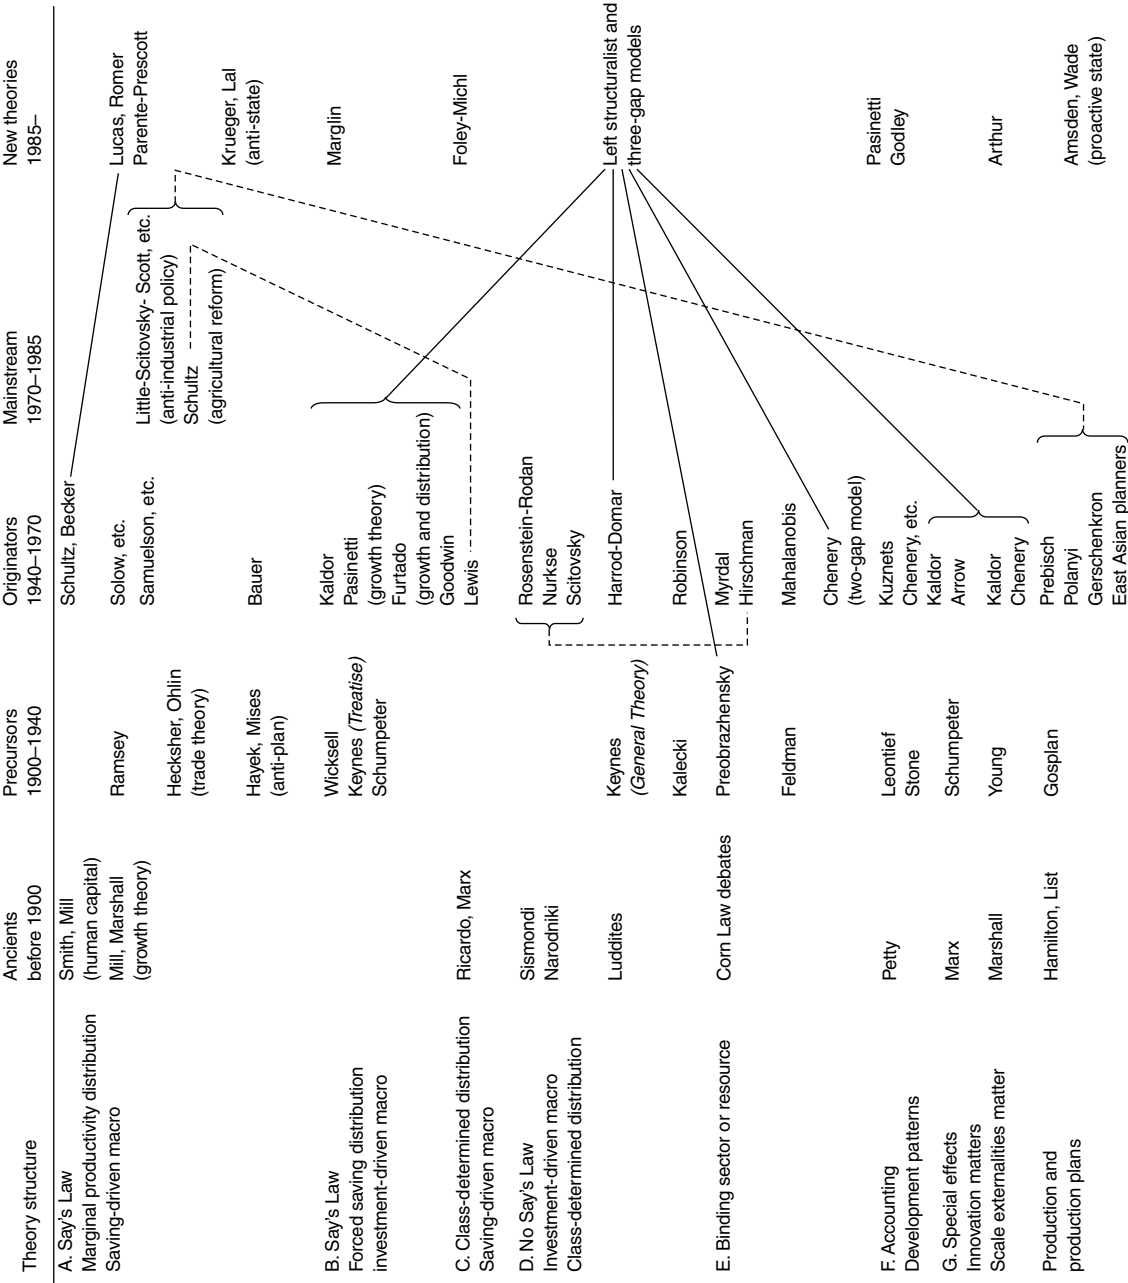 Theory structure
Ancients
before 1900
Precursors
1900–1940
Originators
1940–1970
Mainstream
1970–1985
New theories
1985–
A. Say’s Law
Marginal productivity distribution
Saving-driven macro
Smith, Mill
(human capital)
Mill, Marshall
(growth theory)
Ramsey
Hecksher, Ohlin
(trade theory)
Hayek, Mises
(anti-plan)
Schultz, Becker
Solow, etc.
Samuelson, etc.
Bauer
Little-Scitovsky- Scott, etc.
(anti-industrial policy)
Schultz
(agricultural reform)
Lucas, Romer
Parente-Prescott
Krueger, Lal
(anti-state)
B. Say’s Law
Forced saving distribution
investment-driven macro
Wicksell
Keynes (Treatise)
Schumpeter
Kaldor
Pasinetti
(growth theory)
Furtado
(growth and distribution)
Goodwin
Marglin
C. Class-determined distribution
Saving-driven macro
Ricardo, Marx
Lewis
Foley-Michl
D. No Say’s Law
Investment-driven macro
Class-determined distribution
Sismondi
Narodniki
Luddites
Keynes
(General Theory)
Kalecki
Rosenstein-Rodan
Nurkse
Scitovsky
Harrod-Domar
Robinson
Left structuralist and
three-gap models
E. Binding sector or resource
Corn Law debates
Preobrazhensky
Feldman
Myrdal
Hirschman
Mahalanobis
Chenery
(two-gap model)
F. Accounting
Development patterns
Petty
Leontief
Stone
Kuznets
Chenery, etc.
Pasinetti
Godley
G. Special effects
Innovation matters
Scale externalities matter
Marx
Marshall
Schumpeter
Young
Kaldor
Arrow
Kaldor
Chenery
Arthur
Production and
production plans
Hamilton, List
Gosplan
Prebisch
Polanyi
Gerschenkron
East Asian planners
Amsden, Wade
(proactive state)